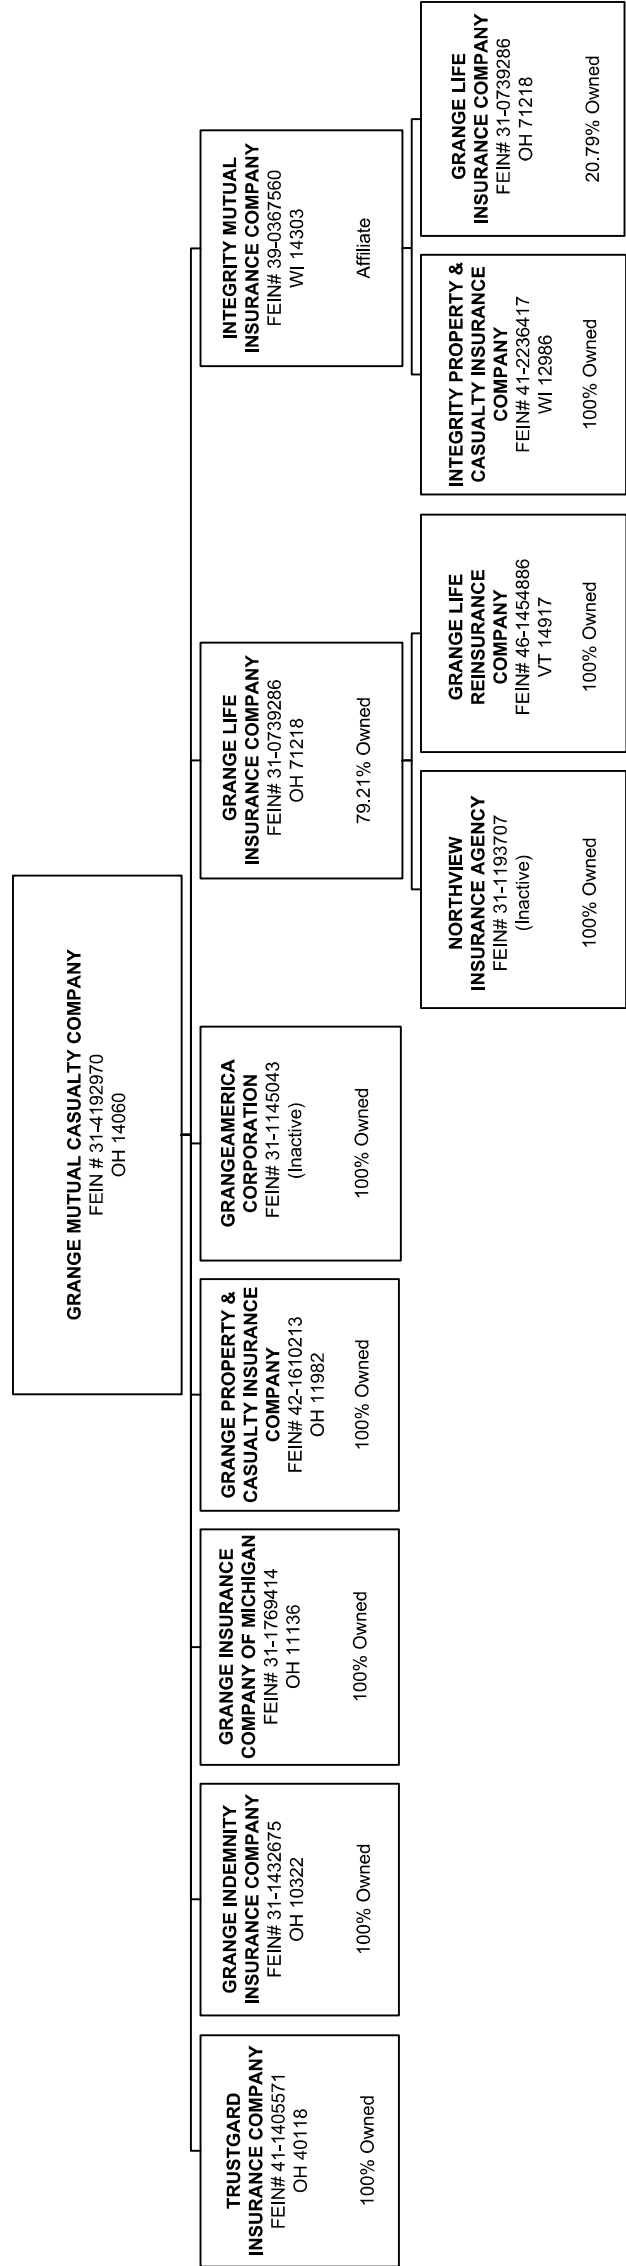 GRANGE MUTUAL CASUALTY COMPANY
FEIN # 31-4192970
OH 14060
TRUSTGARD
INSURANCE COMPANY
FEIN# 41-1405571
OH 40118
100% Owned
GRANGE INDEMNITY
INSURANCE COMPANY
FEIN# 31-1432675
OH 10322
100% Owned
GRANGE INSURANCE
COMPANY OF MICHIGAN
FEIN# 31-1769414
OH 11136
100% Owned
GRANGE PROPERTY &
CASUALTY INSURANCE
COMPANY
FEIN# 42-1610213
OH 11982
100% Owned
GRANGEAMERICA
CORPORATION
FEIN# 31-1145043
(Inactive)
100% Owned
GRANGE LIFE
INSURANCE COMPANY
FEIN# 31-0739286
OH 71218
79.21% Owned
INTEGRITY MUTUAL
INSURANCE COMPANY
FEIN# 39-0367560
WI 14303
Affiliate
NORTHVIEW
INSURANCE AGENCY
FEIN# 31-1193707
(Inactive)
100% Owned
GRANGE LIFE
REINSURANCE
COMPANY
FEIN# 46-1454886
VT 14917
100% Owned
INTEGRITY PROPERTY &
CASUALTY INSURANCE
COMPANY
FEIN# 41-2236417
WI 12986
100% Owned
GRANGE LIFE
INSURANCE COMPANY
FEIN# 31-0739286
OH 71218
20.79% Owned